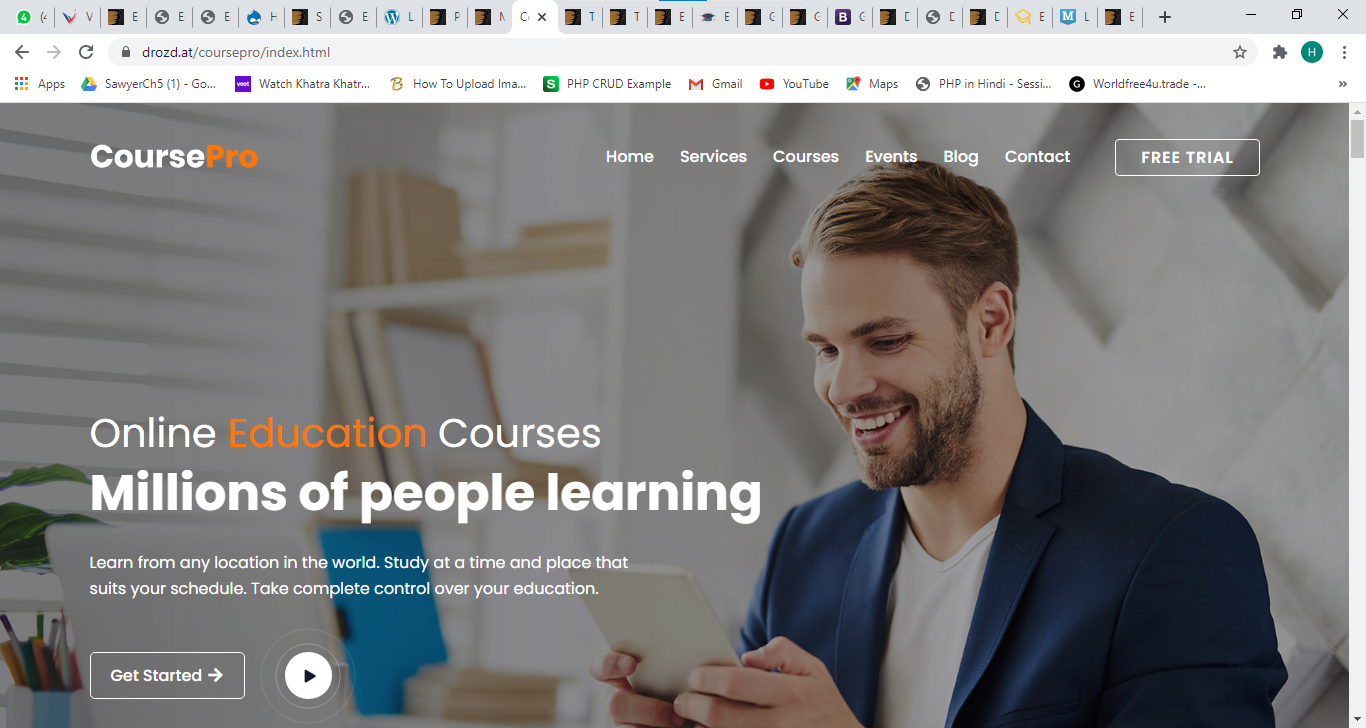 4 (4 V E E E H S E L P M Co T T E E G G G D D D E L E
drozd.at/coursepro/index.html
H
Apps SawyerCh5 (1) - Go... voot Watch Khatra Khatr... How To Upload Ima... S PHP CRUD Example Gmail YouTube Maps PHP in Hindi - Sessi... G Worldfree4u.trade -...
CoursePro Home Services Courses Events Blog Contact FREE TRIAL
Online Education Courses
Millions of people learning
Learn from any location in the world. Study at a time and place that
suits your schedule. Take complete control over your education.
Get Started